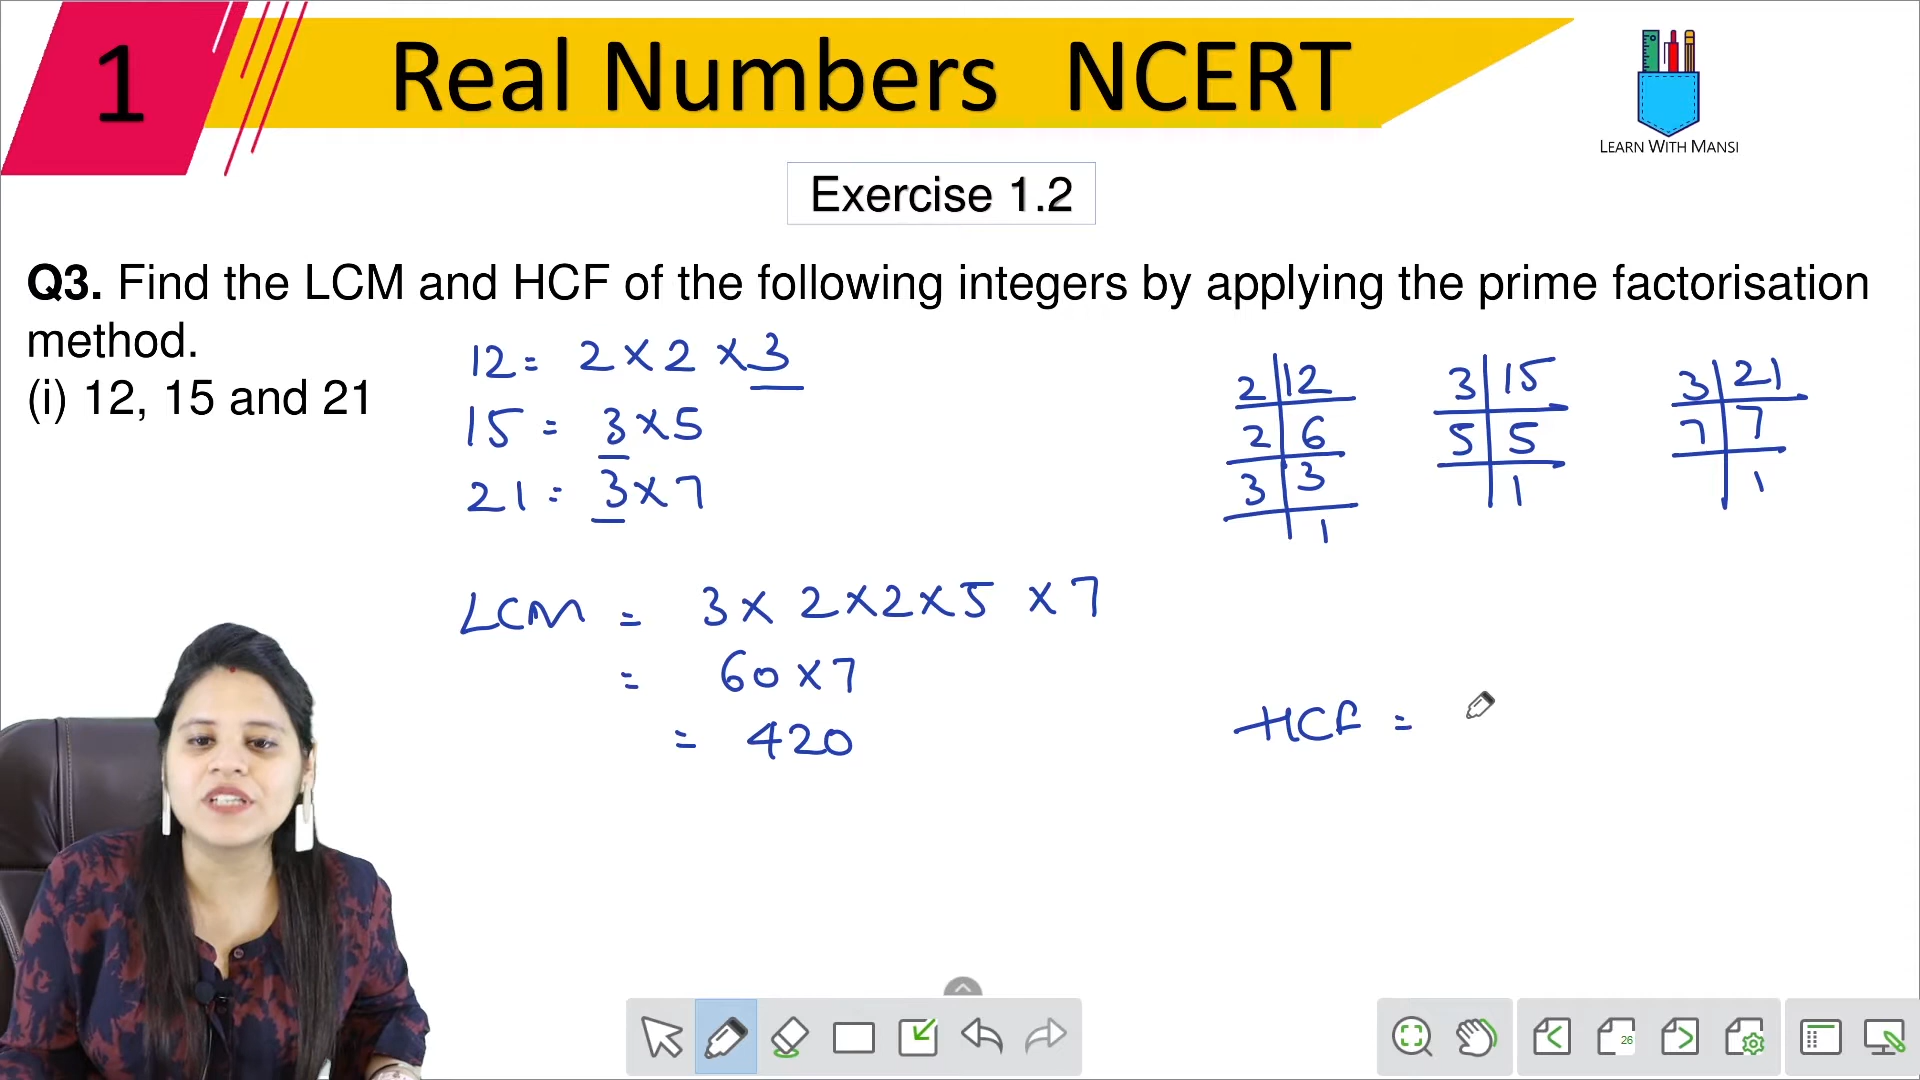 1
Real Numbers NCERT
LEARN WITH MANSI
Exercise 1.2
Q3. Find the LCM and HCF of the following integers by applying the prime factorisation
method.
(i) 12, 15 and 21
12 = 2 × 2 × 3
15 = 3 × 5
21 = 3 × 7
2 | 12
2 | 6
3 | 3
1
3 | 15
5 | 5
1
3 | 21
7 | 7
1
LCM = 3 × 2 × 2 × 5 × 7
= 60 × 7
= 420
HCF =
26